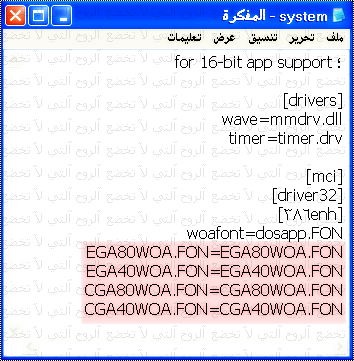 system - المفكرة
ملف تحرير تنسيق عرض تعليمات
؛ for 16-bit app support
[drivers]
wave=mmdrv.dll
timer=timer.drv
[mci]
[driver32]
[٣٨٦enh]
woafont=dosapp.FON
EGA80WOA.FON=EGA80WOA.FON
EGA40WOA.FON=EGA40WOA.FON
CGA80WOA.FON=CGA80WOA.FON
CGA40WOA.FON=CGA40WOA.FON